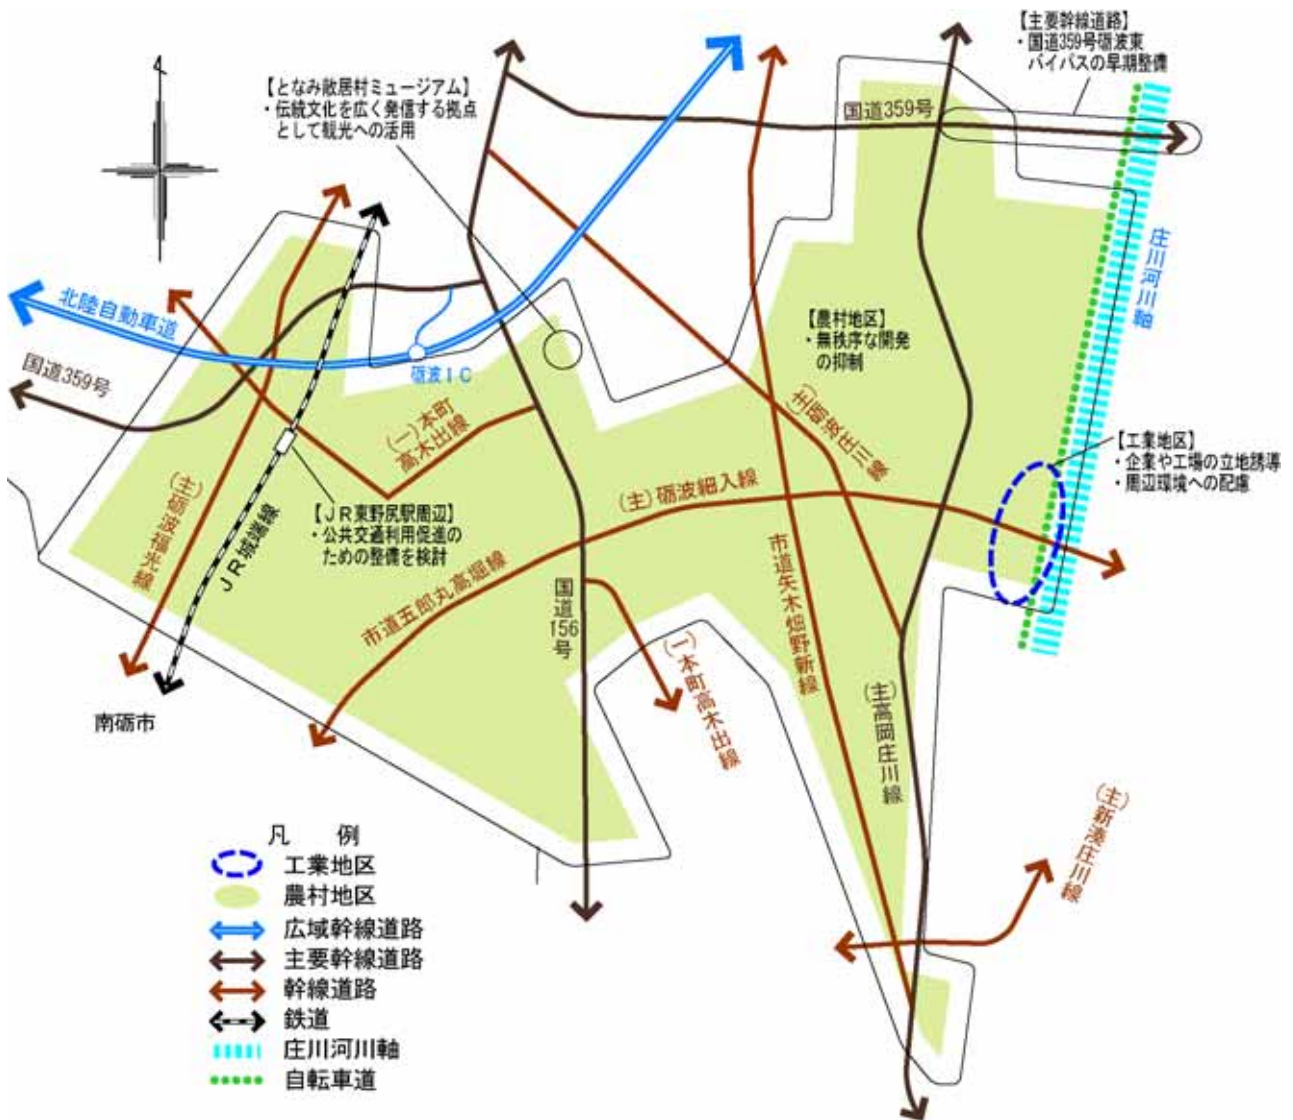 【主要幹線道路】
・国道359号砺波東
バイパスの早期整備
【となみ散居村ミュージアム】
・伝統文化を広く発信する拠点
として観光への活用
国道359号
庄川河川軸
北陸自動車道
国道359号
砺波IC
【農村地区】
・無秩序な開発
の抑制
(一)本町
高木出線
(主)砺波庄川線
【工業地区】
・企業や工場の立地誘導
・周辺環境への配慮
(主)砺波細入線
(主)砺波福光線
JR城端線
【JR東野尻駅周辺】
・公共交通利用促進の
ための整備を検討
市道五郎丸高堀線
国道156号
市道矢木畑野新線
(一)本町高木出線
(主)高岡庄川線
南砺市
(主)新湊庄川線
凡 例
工業地区
農村地区
広域幹線道路
主要幹線道路
幹線道路
鉄道
庄川河川軸
自転車道